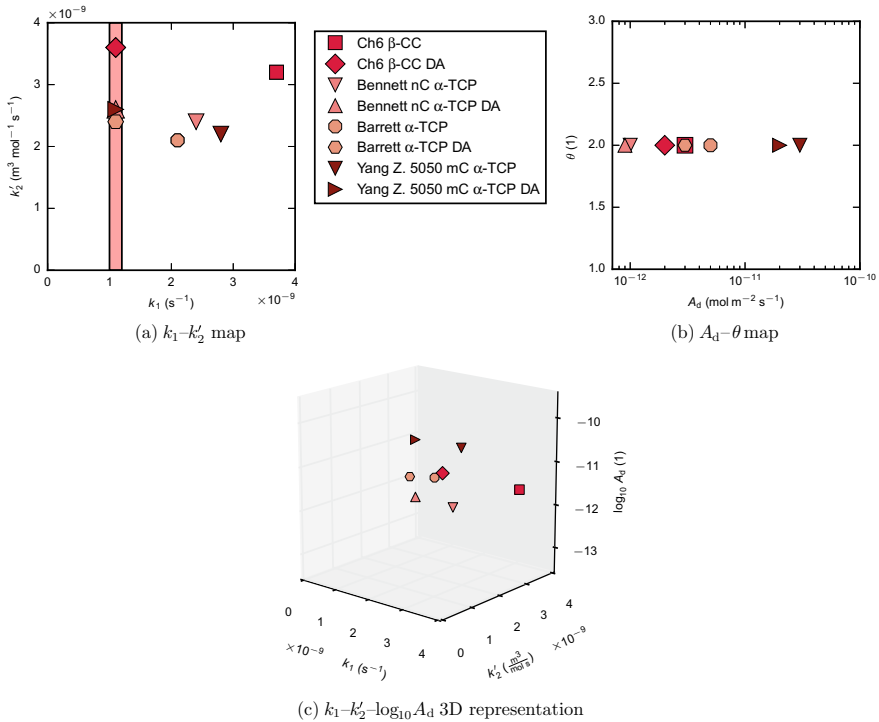 4 ×10⁻⁹
3
2
1
0
k₂′ (m³ mol⁻¹ s⁻¹)
0 1 2 3 4
k₁ (s⁻¹) ×10⁻⁹
(a) k₁–k₂′ map
Ch6 β-CC
Ch6 β-CC DA
Bennett nC α-TCP
Bennett nC α-TCP DA
Barrett α-TCP
Barrett α-TCP DA
Yang Z. 5050 mC α-TCP
Yang Z. 5050 mC α-TCP DA
3.0
2.5
2.0
1.5
1.0
θ (1)
10⁻¹² 10⁻¹¹ 10⁻¹⁰
A_d (mol m⁻² s⁻¹)
(b) A_d–θ map
−10
−11
−12
−13
log₁₀ A_d (1)
0 1 2 3 4
×10⁻⁹
k₁ (s⁻¹)
0 1 2 3 4
×10⁻⁹
k₂′ (m³/mol s)
(c) k₁–k₂′–log₁₀ A_d 3D representation